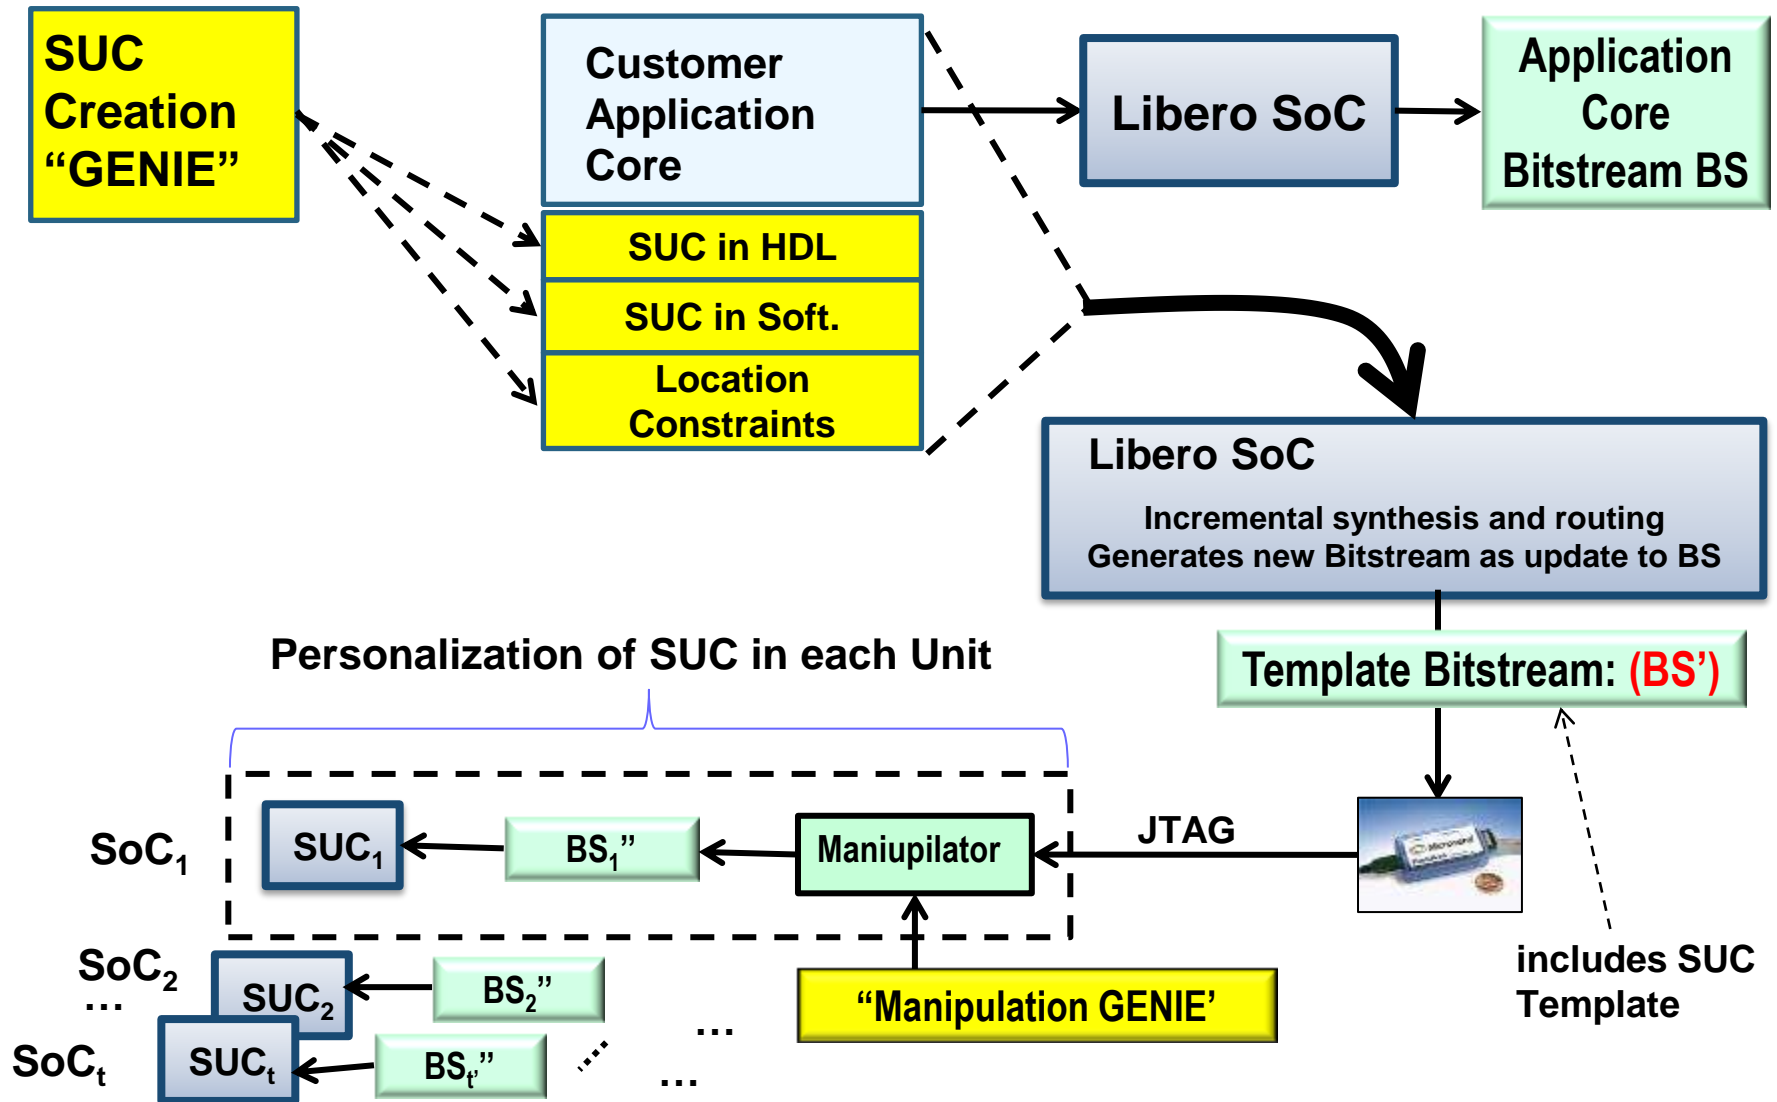 SUC
Creation
“GENIE”
Customer
Application
Core
SUC in HDL
SUC in Soft.
Location
Constraints
Libero SoC
Application
Core
Bitstream BS
Libero SoC
Incremental synthesis and routing
Generates new Bitstream as update to BS
Template Bitstream: (BS’)
Personalization of SUC in each Unit
SoC1
SUC1
BS1”
Maniupilator
JTAG
SoC2
...
SUC2
BS2”
...
“Manipulation GENIE’
includes SUC
Template
SoCt
SUCt
BSt’”
...